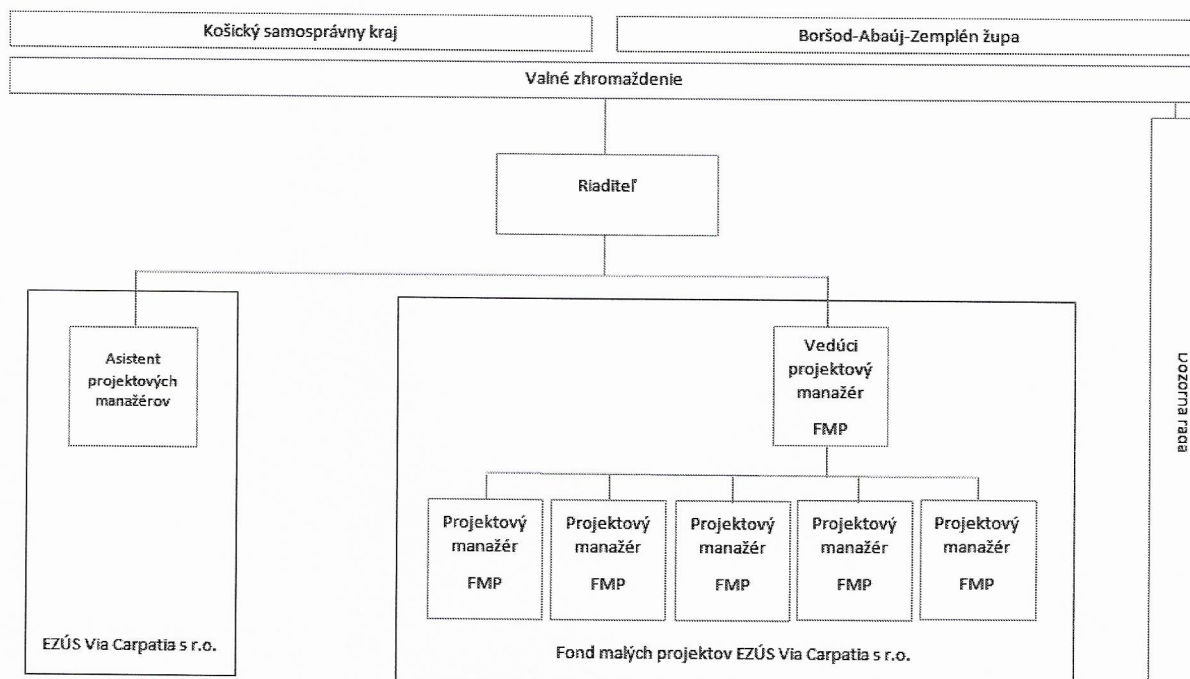 Košický samosprávny kraj
Boršod-Abaúj-Zemplén župa
Valné zhromaždenie
Riaditeľ
Asistent
projektových
manažérov
EZÚS Via Carpatia s r.o.
Vedúci
projektový
manažér
FMP
Projektový
manažér
FMP
Projektový
manažér
FMP
Projektový
manažér
FMP
Projektový
manažér
FMP
Projektový
manažér
FMP
Fond malých projektov EZÚS Via Carpatia s r.o.
Dozorna rada